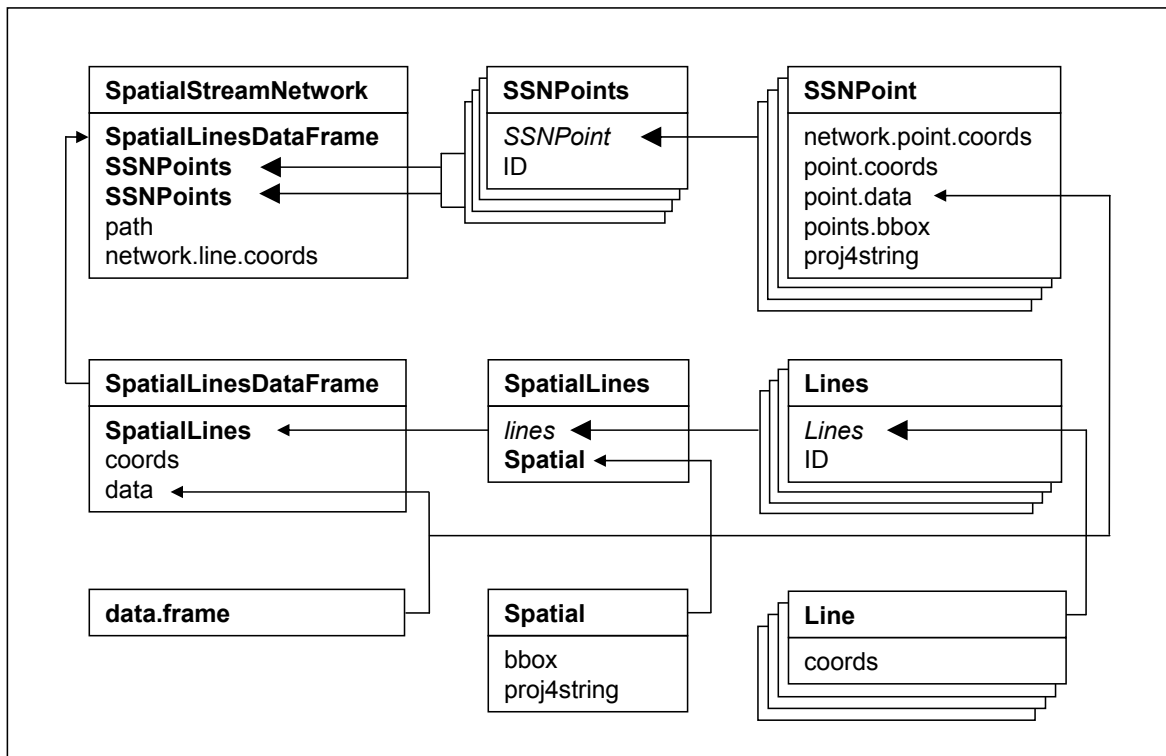 SpatialStreamNetwork
SpatialLinesDataFrame
SSNPoints
SSNPoints
path
network.line.coords
SSNPoints
SSNPoint
ID
SSNPoint
network.point.coords
point.coords
point.data
points.bbox
proj4string
SpatialLinesDataFrame
SpatialLines
coords
data
SpatialLines
lines
Spatial
Lines
Lines
ID
data.frame
Spatial
bbox
proj4string
Line
coords